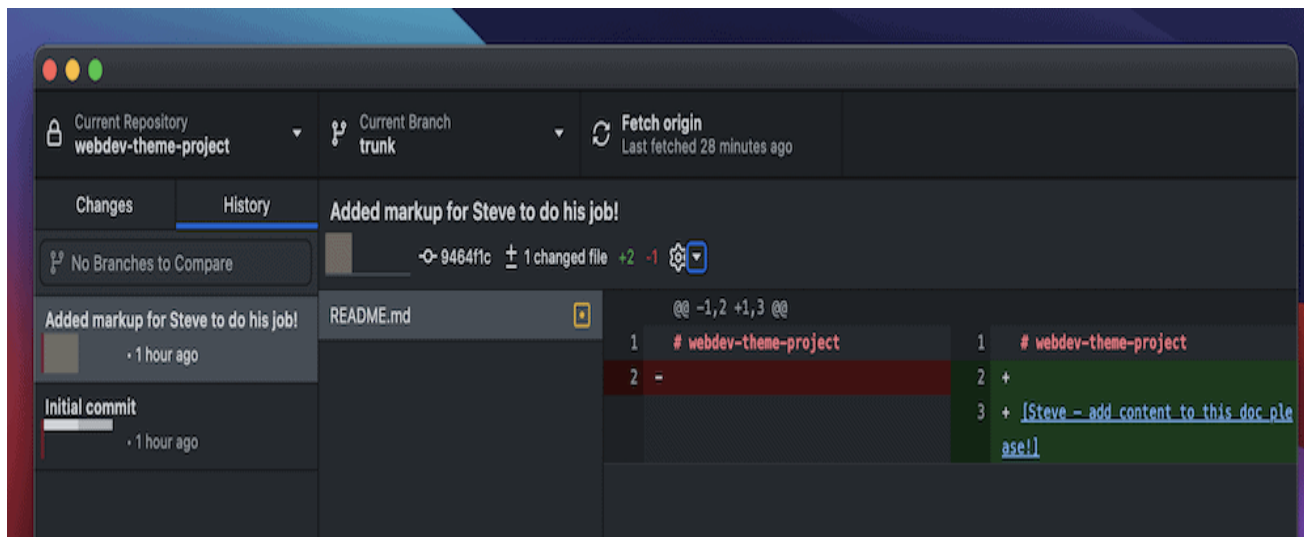 Current Repository
webdev-theme-project
Current Branch
trunk
Fetch origin
Last fetched 28 minutes ago
Changes
History
No Branches to Compare
Added markup for Steve to do his job!
• 1 hour ago
Initial commit
• 1 hour ago
Added markup for Steve to do his job!
9464f1c ± 1 changed file +2 -1
README.md
@@ -1,2 +1,3 @@
1 # webdev-theme-project
2 -
1 # webdev-theme-project
2 +
3 + [Steve – add content to this doc ple
ase!]